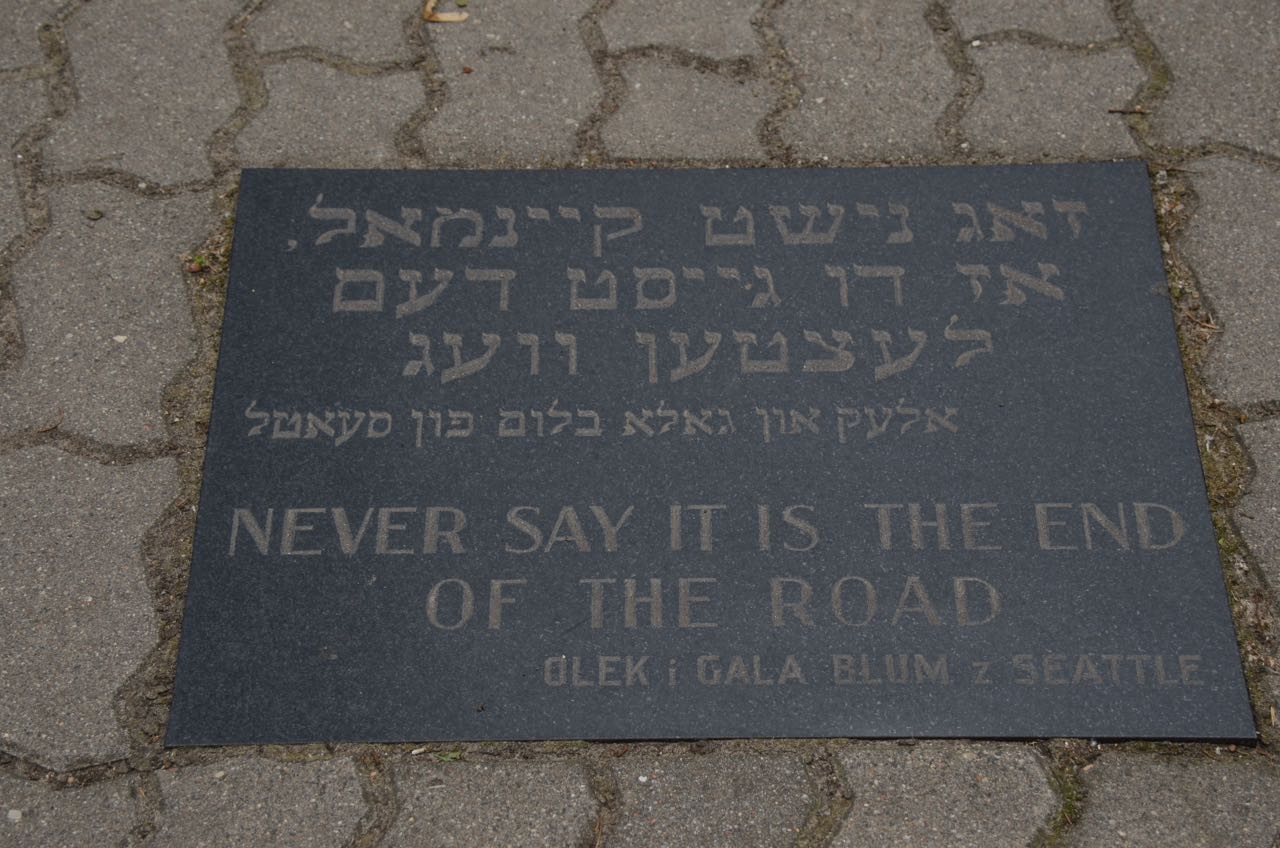 זאג נישט קיינמאל,
אז דו גייסט דעם
לעצטען וועג
אלעק און גאלא בלום פון סעאטל
NEVER SAY IT IS THE END
OF THE ROAD
OLEK i GALA BLUM z SEATTLE